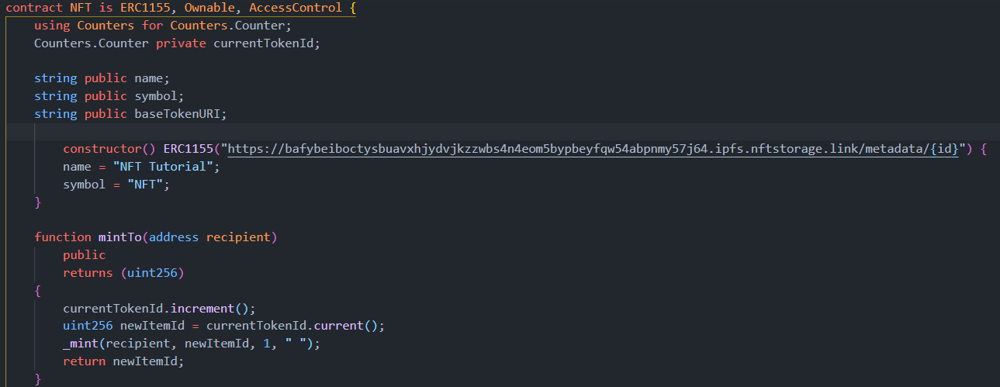 contract NFT is ERC1155, Ownable, AccessControl {
using Counters for Counters.Counter;
Counters.Counter private currentTokenId;
string public name;
string public symbol;
string public baseTokenURI;
constructor() ERC1155("https://bafybeiboctysbuavxhjydvjkzzwbs4n4eom5bypbeyfqw54abpnmy57j64.ipfs.nftstorage.link/metadata/{id}") {
name = "NFT Tutorial";
symbol = "NFT";
}
function mintTo(address recipient)
public
returns (uint256)
{
currentTokenId.increment();
uint256 newItemId = currentTokenId.current();
_mint(recipient, newItemId, 1, " ");
return newItemId;
}